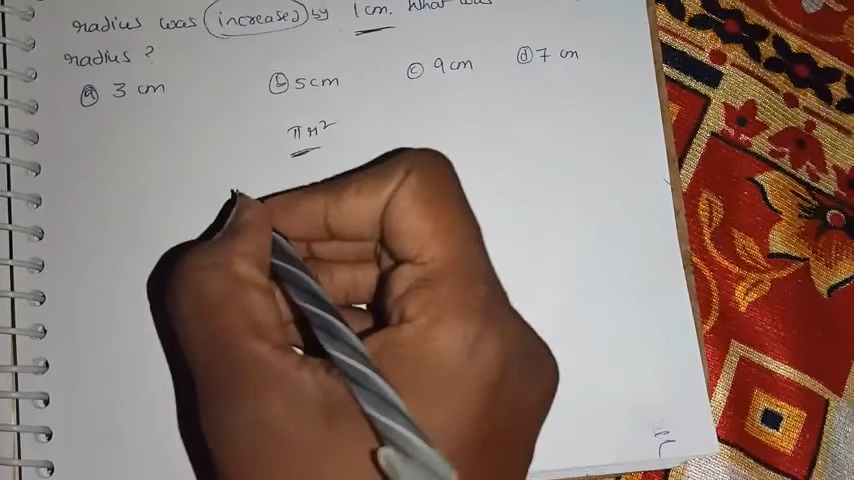 radius was increased by 1cm. What was
radius ?
ⓐ 3 cm ⓑ 5cm ⓒ 9cm ⓓ 7 cm
πr²